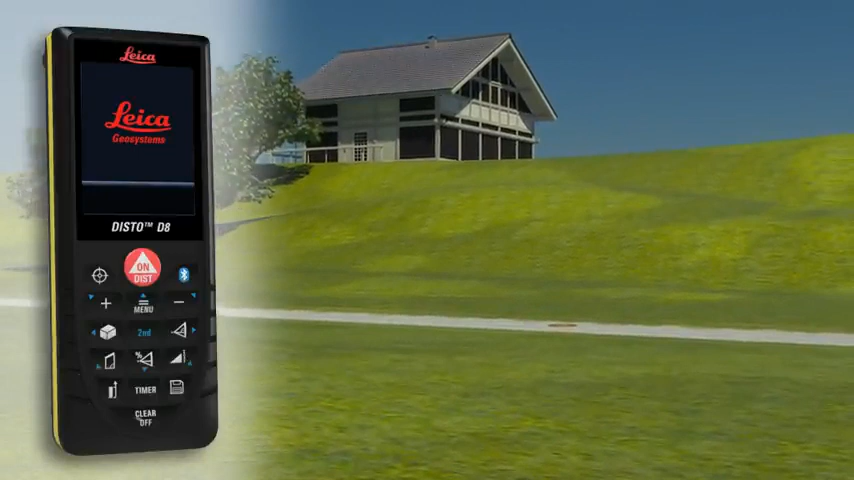 Leica
Leica
Geosystems
DISTO™ D8
ON
DIST
+
−
MENU
2nd
%
TIMER
CLEAR
OFF